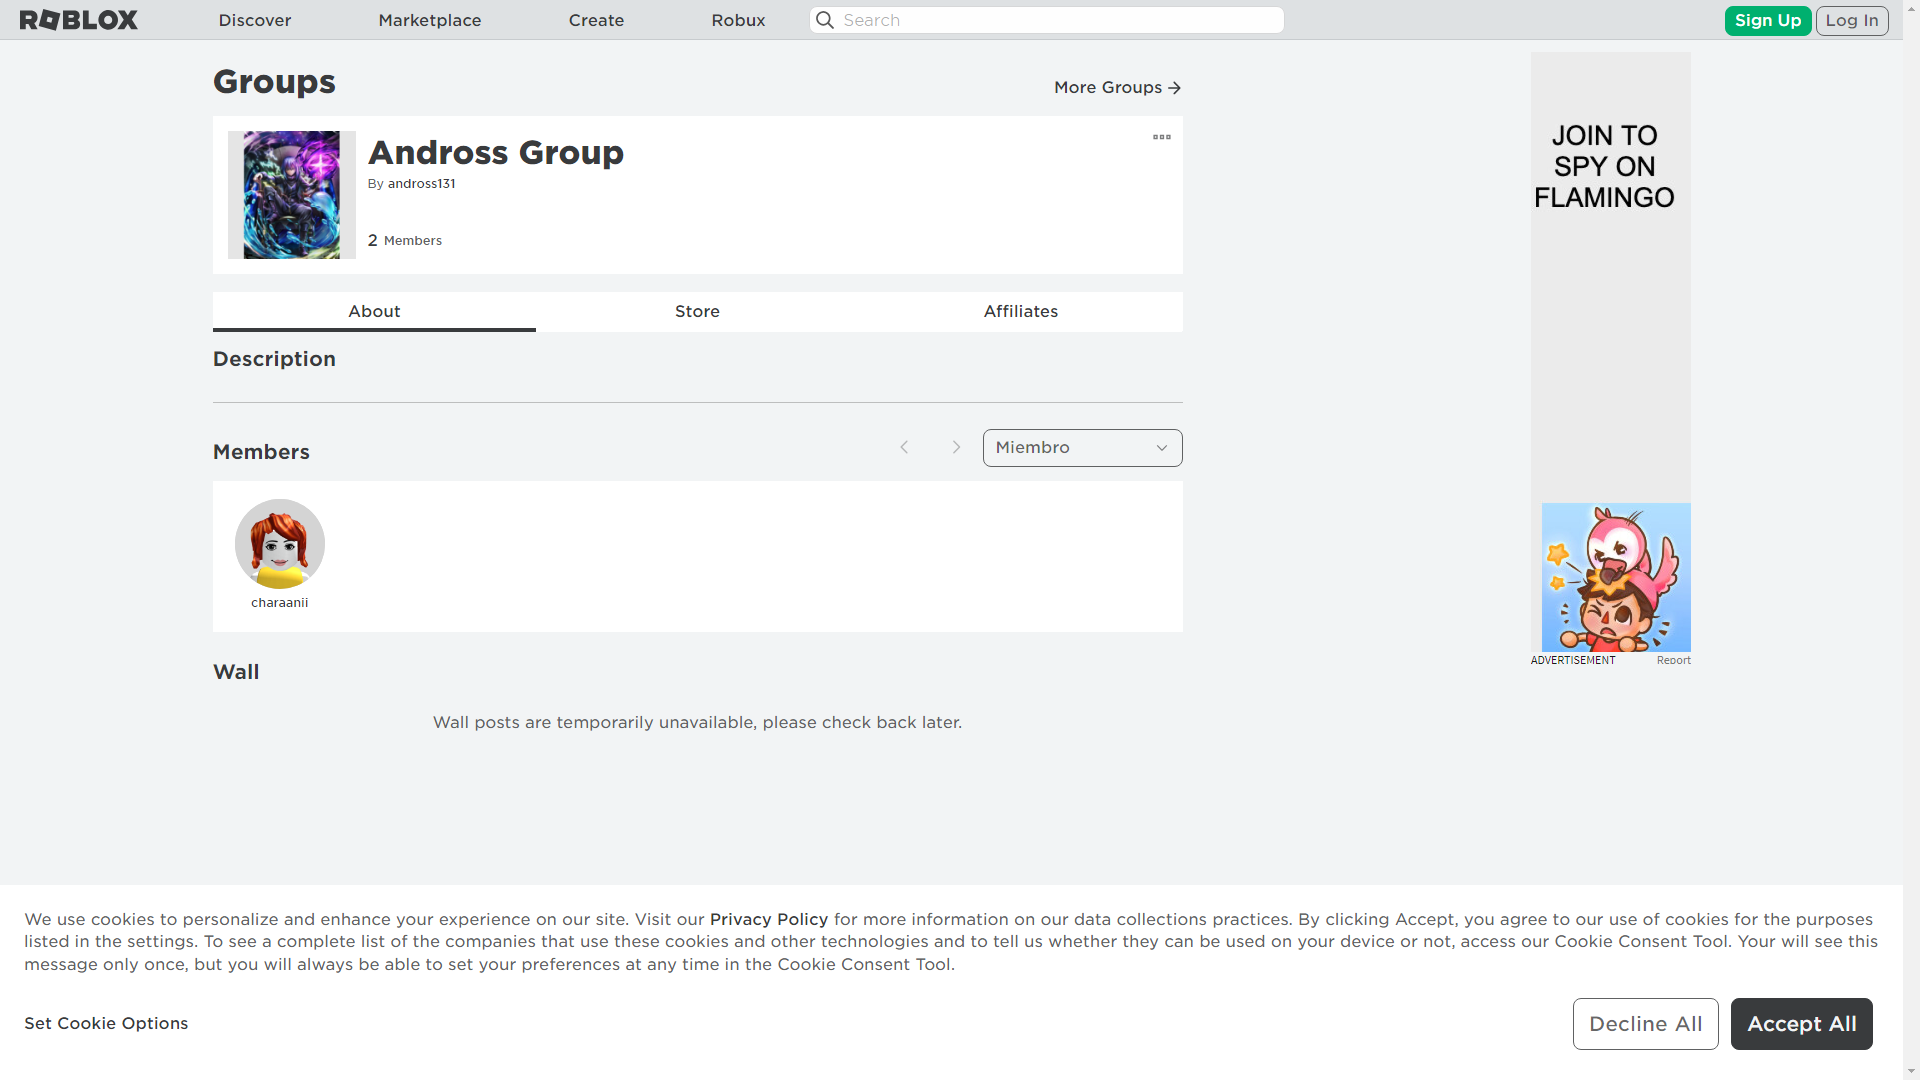 ROBLOX
Discover
Marketplace
Create
Robux
Search
Sign Up
Log In
Groups
More Groups
Andross Group
By andross131
2 Members
About
Store
Affiliates
Description
Members
Miembro
charaanii
Wall
Wall posts are temporarily unavailable, please check back later.
JOIN TO
SPY ON
FLAMINGO
ADVERTISEMENT
Report
We use cookies to personalize and enhance your experience on our site. Visit our Privacy Policy for more information on our data collections practices. By clicking Accept, you agree to our use of cookies for the purposes
listed in the settings. To see a complete list of the companies that use these cookies and other technologies and to tell us whether they can be used on your device or not, access our Cookie Consent Tool. Your will see this
message only once, but you will always be able to set your preferences at any time in the Cookie Consent Tool.
Set Cookie Options
Decline All
Accept All